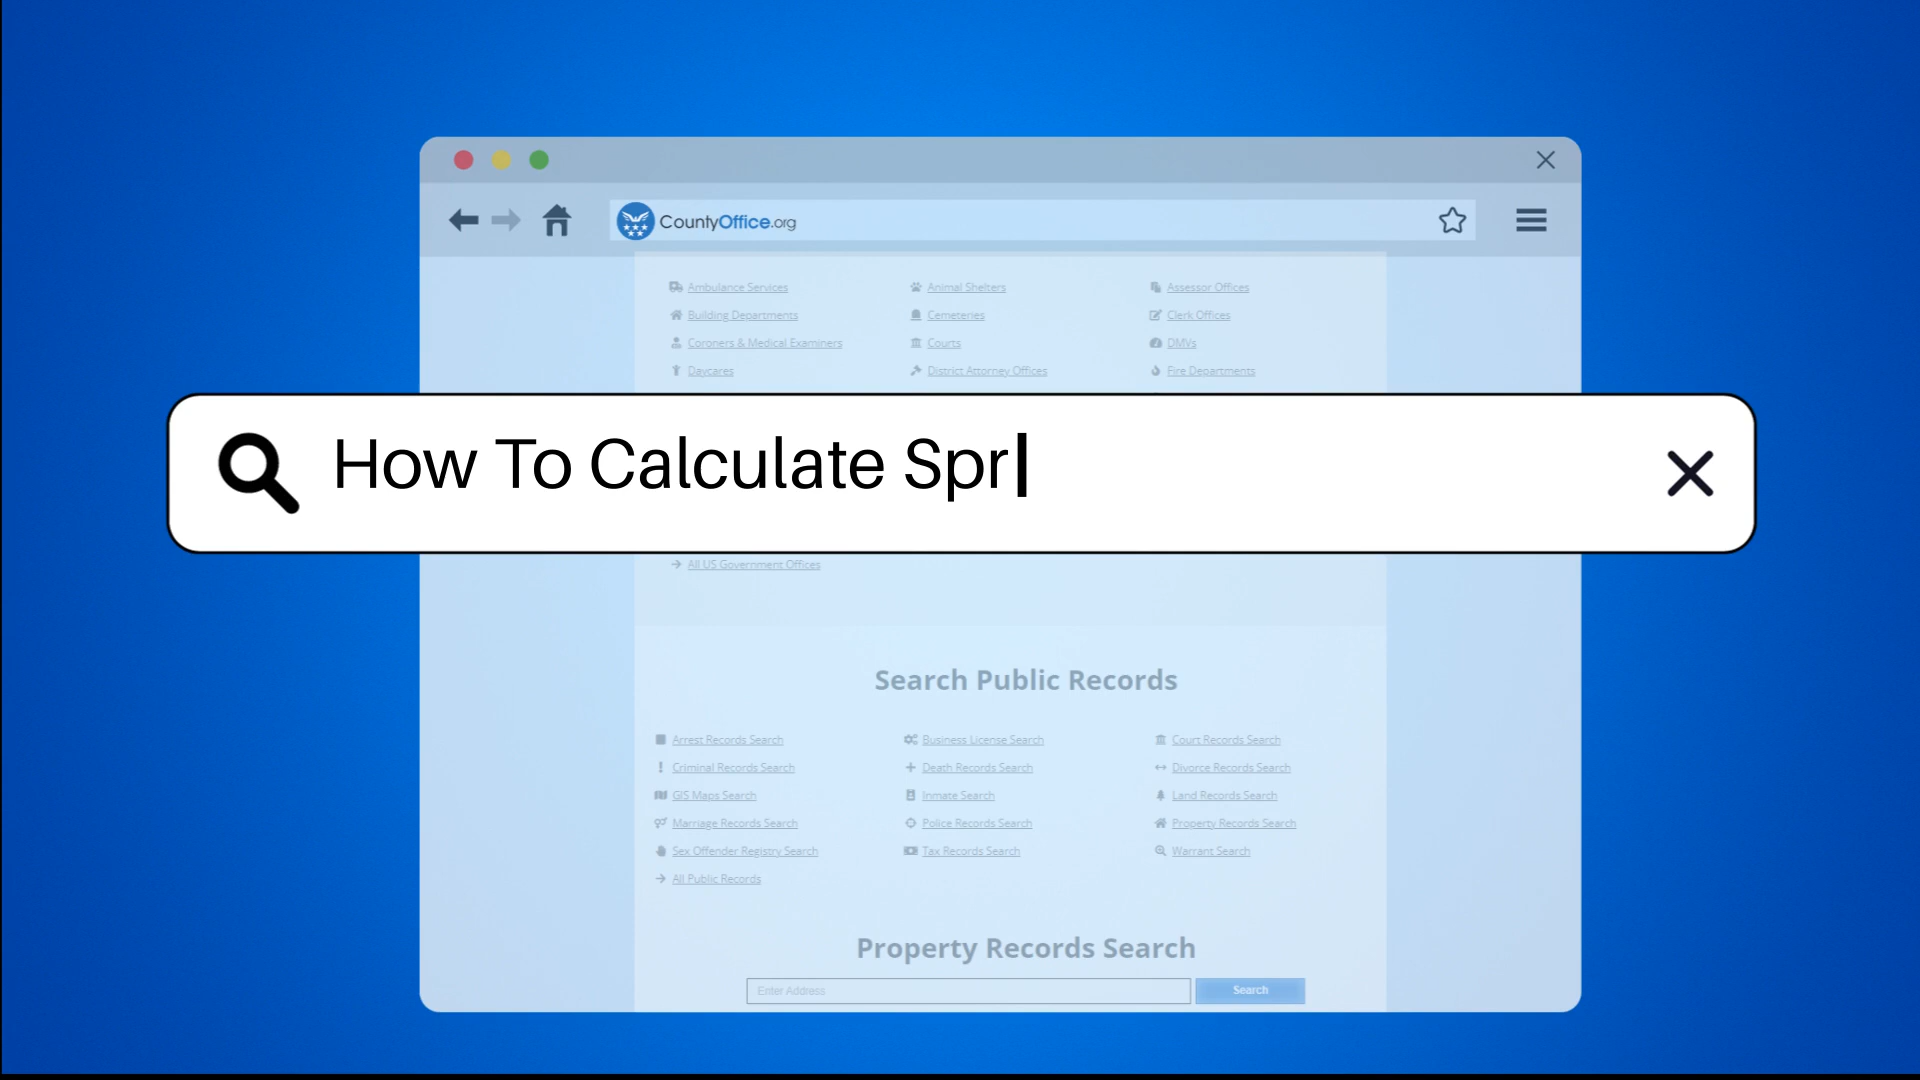 CountyOffice.org
Ambulance Services Animal Shelters Assessor Offices
Building Departments Cemeteries Clerk Offices
Coroners & Medical Examiners Courts DMVs
Daycares District Attorney Offices Fire Departments
How To Calculate Spr
All US Government Offices
Search Public Records
Arrest Records Search Business License Search Court Records Search
Criminal Records Search Death Records Search Divorce Records Search
GIS Maps Search Inmate Search Land Records Search
Marriage Records Search Police Records Search Property Records Search
Sex Offender Registry Search Tax Records Search Warrant Search
All Public Records
Property Records Search
Enter Address Search